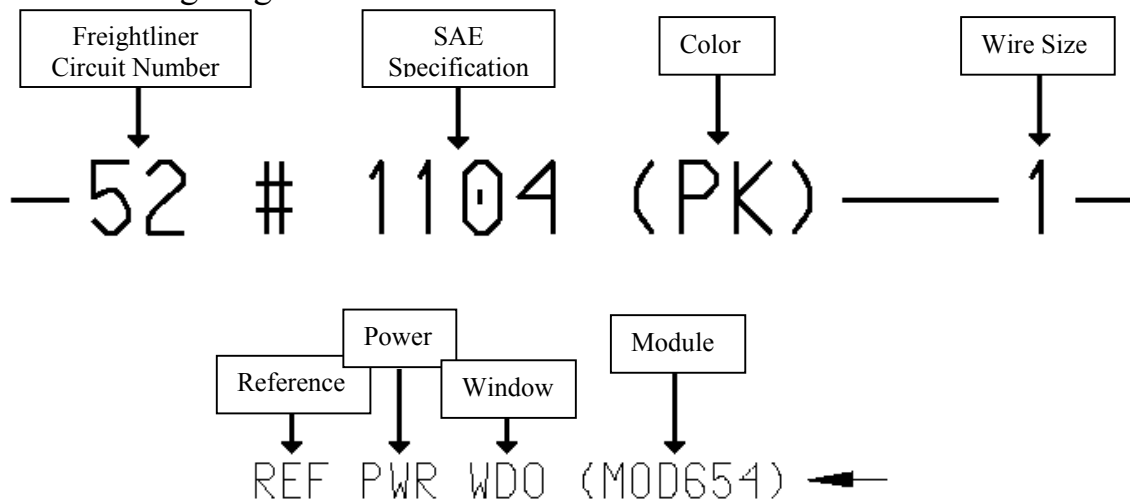 Freightliner
Circuit Number
SAE
Specification
Color
Wire Size
52 # 1104 (PK) 1
Power
Module
Reference
Window
REF PWR WDO (MOD654)